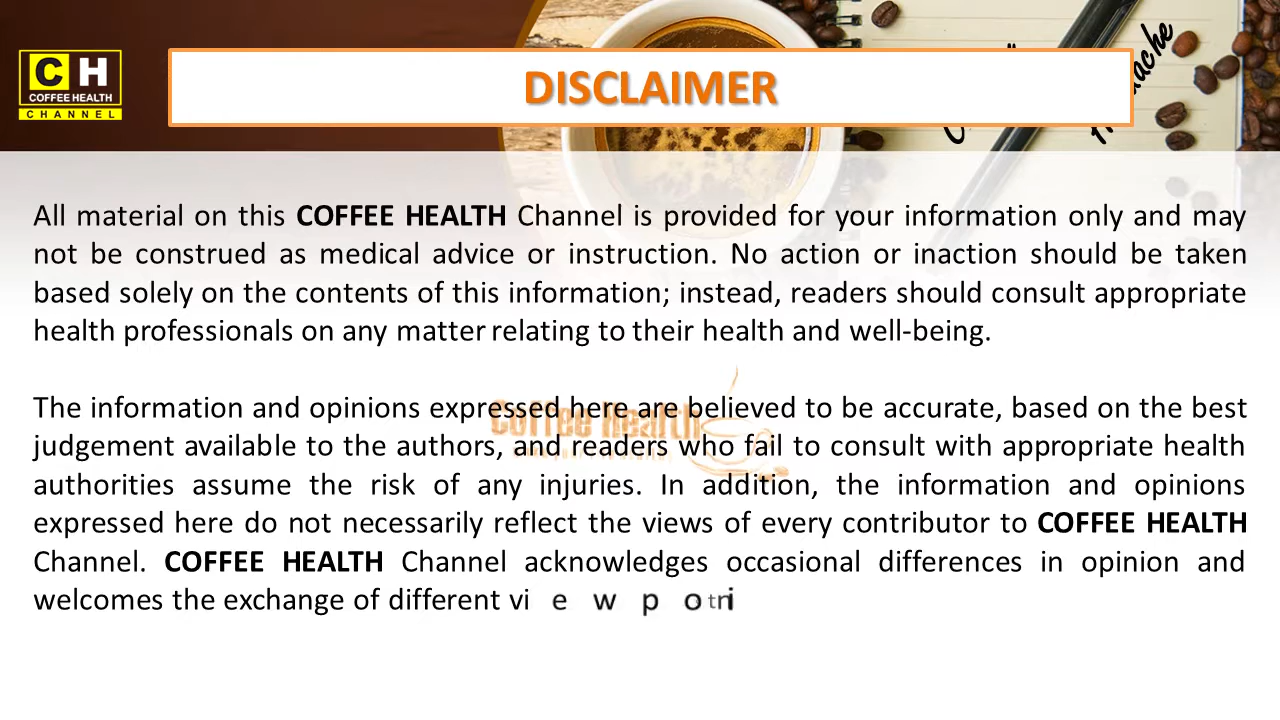 CH
COFFEE HEALTH
CHANNEL
DISCLAIMER
All material on this COFFEE HEALTH Channel is provided for your information only and may
not be construed as medical advice or instruction. No action or inaction should be taken
based solely on the contents of this information; instead, readers should consult appropriate
health professionals on any matter relating to their health and well-being.
The information and opinions expressed here are believed to be accurate, based on the best
judgement available to the authors, and readers who fail to consult with appropriate health
authorities assume the risk of any injuries. In addition, the information and opinions
expressed here do not necessarily reflect the views of every contributor to COFFEE HEALTH
Channel. COFFEE HEALTH Channel acknowledges occasional differences in opinion and
welcomes the exchange of different viewpo
Coffee Health